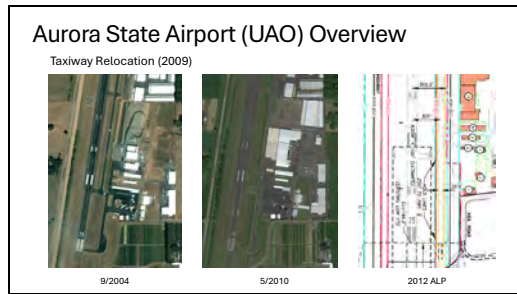 Aurora State Airport (UAO) Overview
Taxiway Relocation (2009)
9/2004
5/2010
2012 ALP